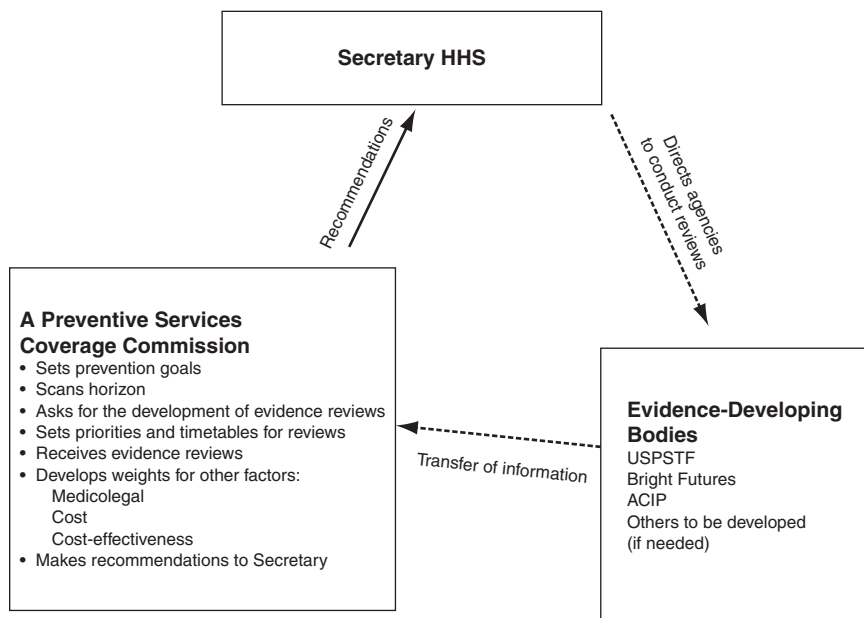 Secretary HHS
Recommendations
Directs agencies
to conduct reviews
A Preventive Services
Coverage Commission
• Sets prevention goals
• Scans horizon
• Asks for the development of evidence reviews
• Sets priorities and timetables for reviews
• Receives evidence reviews
• Develops weights for other factors:
Medicolegal
Cost
Cost-effectiveness
• Makes recommendations to Secretary
Transfer of information
Evidence-Developing
Bodies
USPSTF
Bright Futures
ACIP
Others to be developed
(if needed)